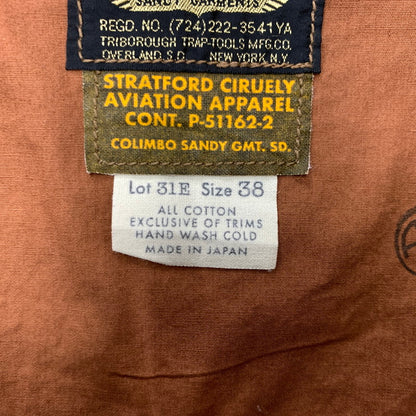 SANDY GARMENTS
REGD. NO. (724)222-3541YA
TRIBOROUGH TRAP-TOOLS MFG.CO.
OVERLAND, S.D. NEW YORK, N.Y.
STRATFORD CIRUELY
AVIATION APPAREL
CONT. P-51162-2
COLIMBO SANDY GMT. SD.
Lot 31E Size 38
ALL COTTON
EXCLUSIVE OF TRIMS
HAND WASH COLD
MADE IN JAPAN